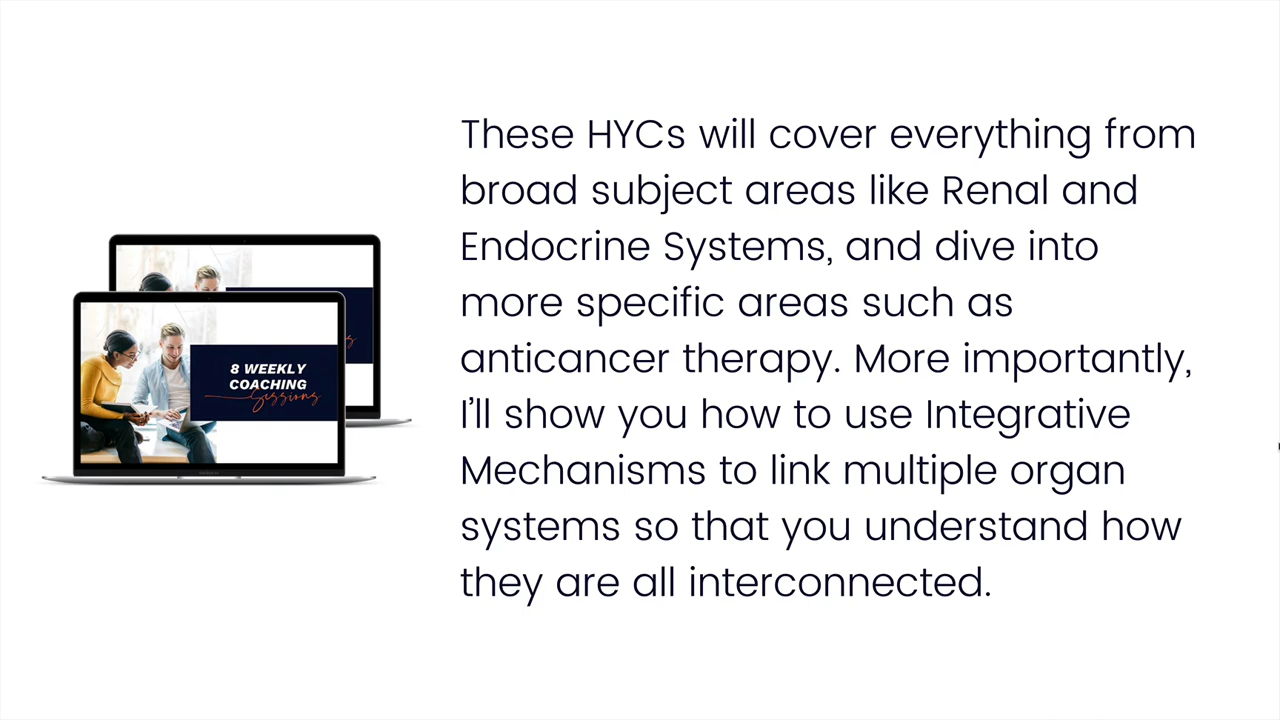 These HYCs will cover everything from
broad subject areas like Renal and
Endocrine Systems, and dive into
more specific areas such as
anticancer therapy. More importantly,
I'll show you how to use Integrative
Mechanisms to link multiple organ
systems so that you understand how
they are all interconnected.
8 WEEKLY
COACHING
Sessions